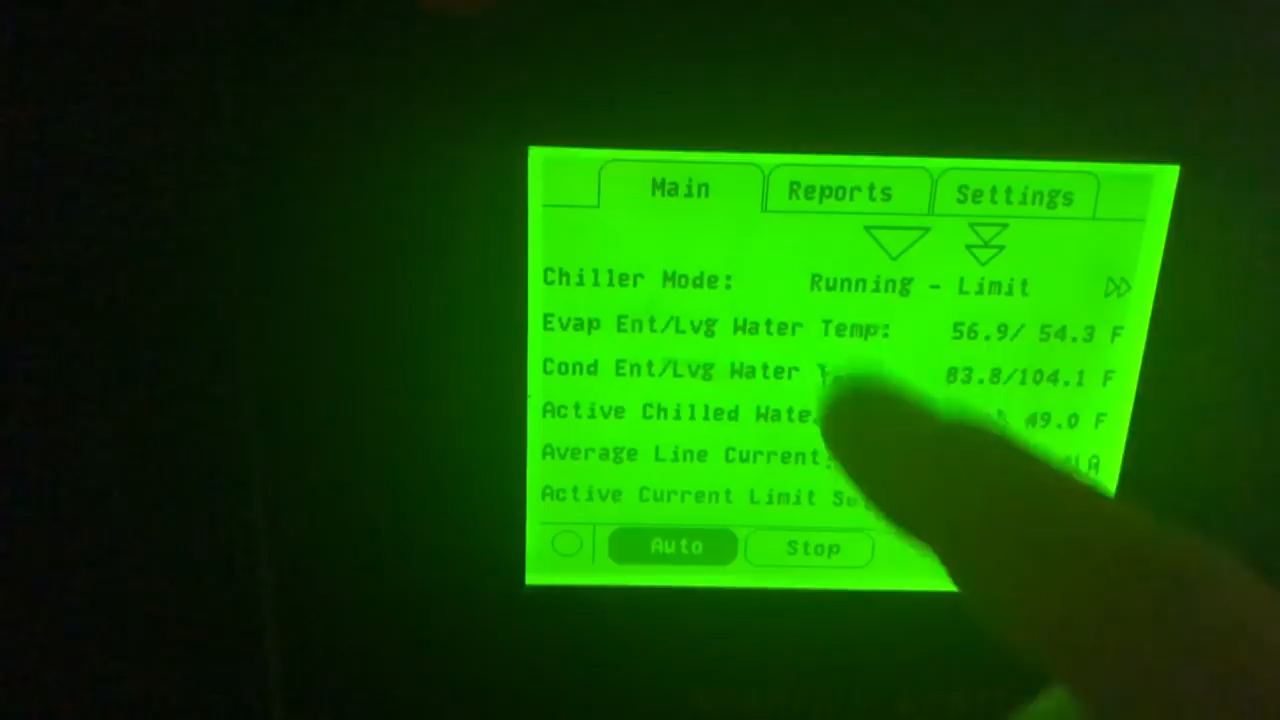 Main Reports Settings
Chiller Mode: Running - Limit
Evap Ent/Lvg Water Temp: 56.9/ 54.3 F
Cond Ent/Lvg Water 83.8/104.1 F
Active Chilled 49.0 F
Average Line Current:
Active Current Limit
Auto Stop